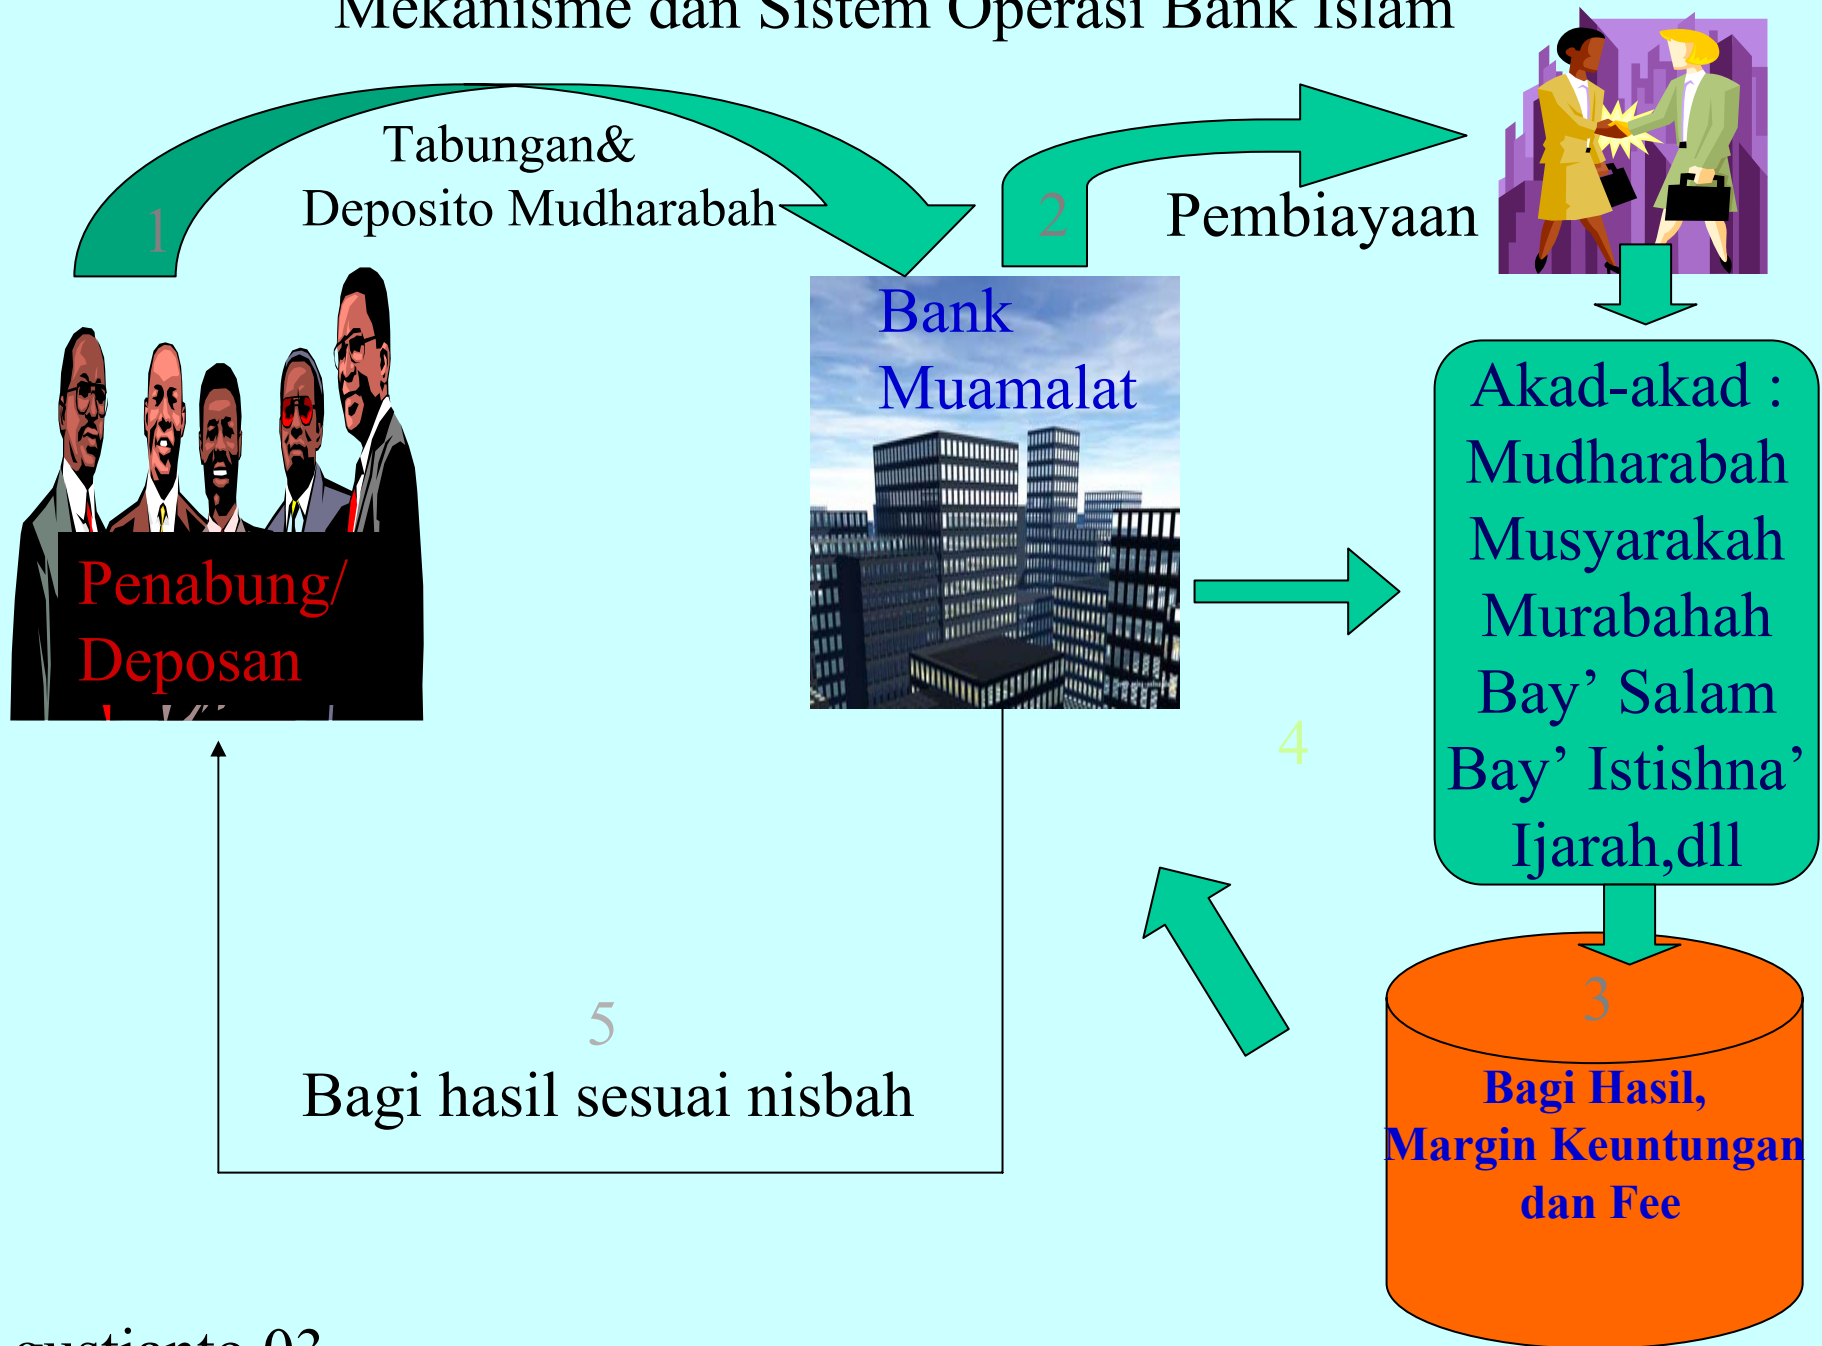 Mekanisme dan Sistem Operasi Bank Islam
Tabungan&
Deposito Mudharabah
1
2
Pembiayaan
Bank
Muamalat
Penabung/
Deposan
Akad-akad :
Mudharabah
Musyarakah
Murabahah
Bay’ Salam
Bay’ Istishna’
Ijarah,dll
4
3
Bagi Hasil,
Margin Keuntungan
dan Fee
5
Bagi hasil sesuai nisbah
gustianto 03